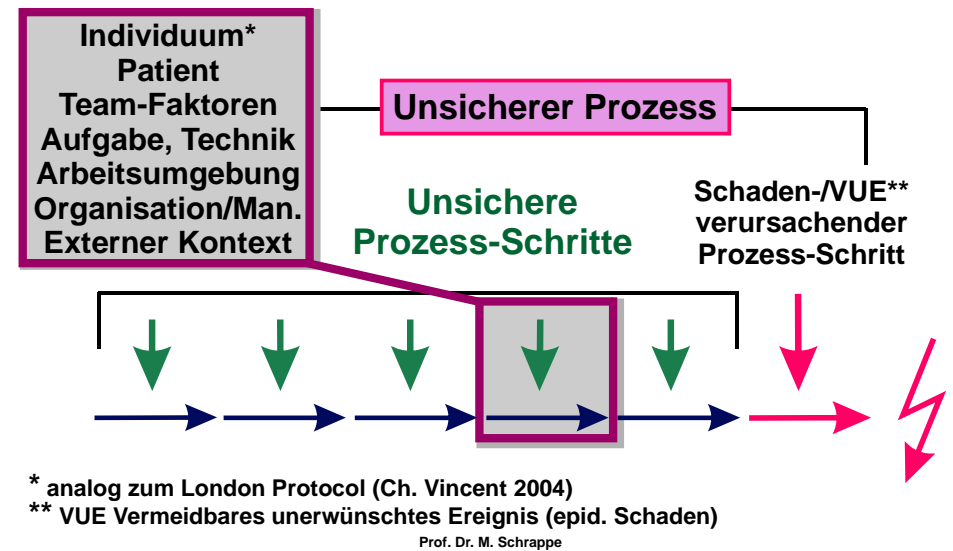 Individuum*
Patient
Team-Faktoren
Aufgabe, Technik
Arbeitsumgebung
Organisation/Man.
Externer Kontext
Unsicherer Prozess
Unsichere
Prozess-Schritte
Schaden-/VUE**
verursachender
Prozess-Schritt
* analog zum London Protocol (Ch. Vincent 2004)
** VUE Vermeidbares unerwünschtes Ereignis (epid. Schaden)
Prof. Dr. M. Schrappe